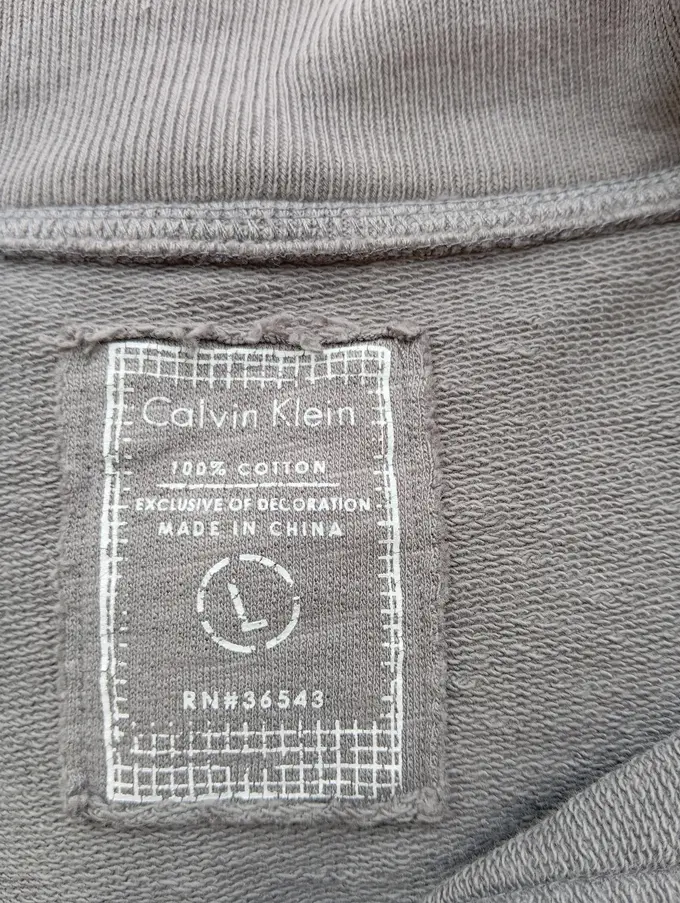 Calvin Klein
100% COTTON
EXCLUSIVE OF DECORATION
MADE IN CHINA
L
RN#36543